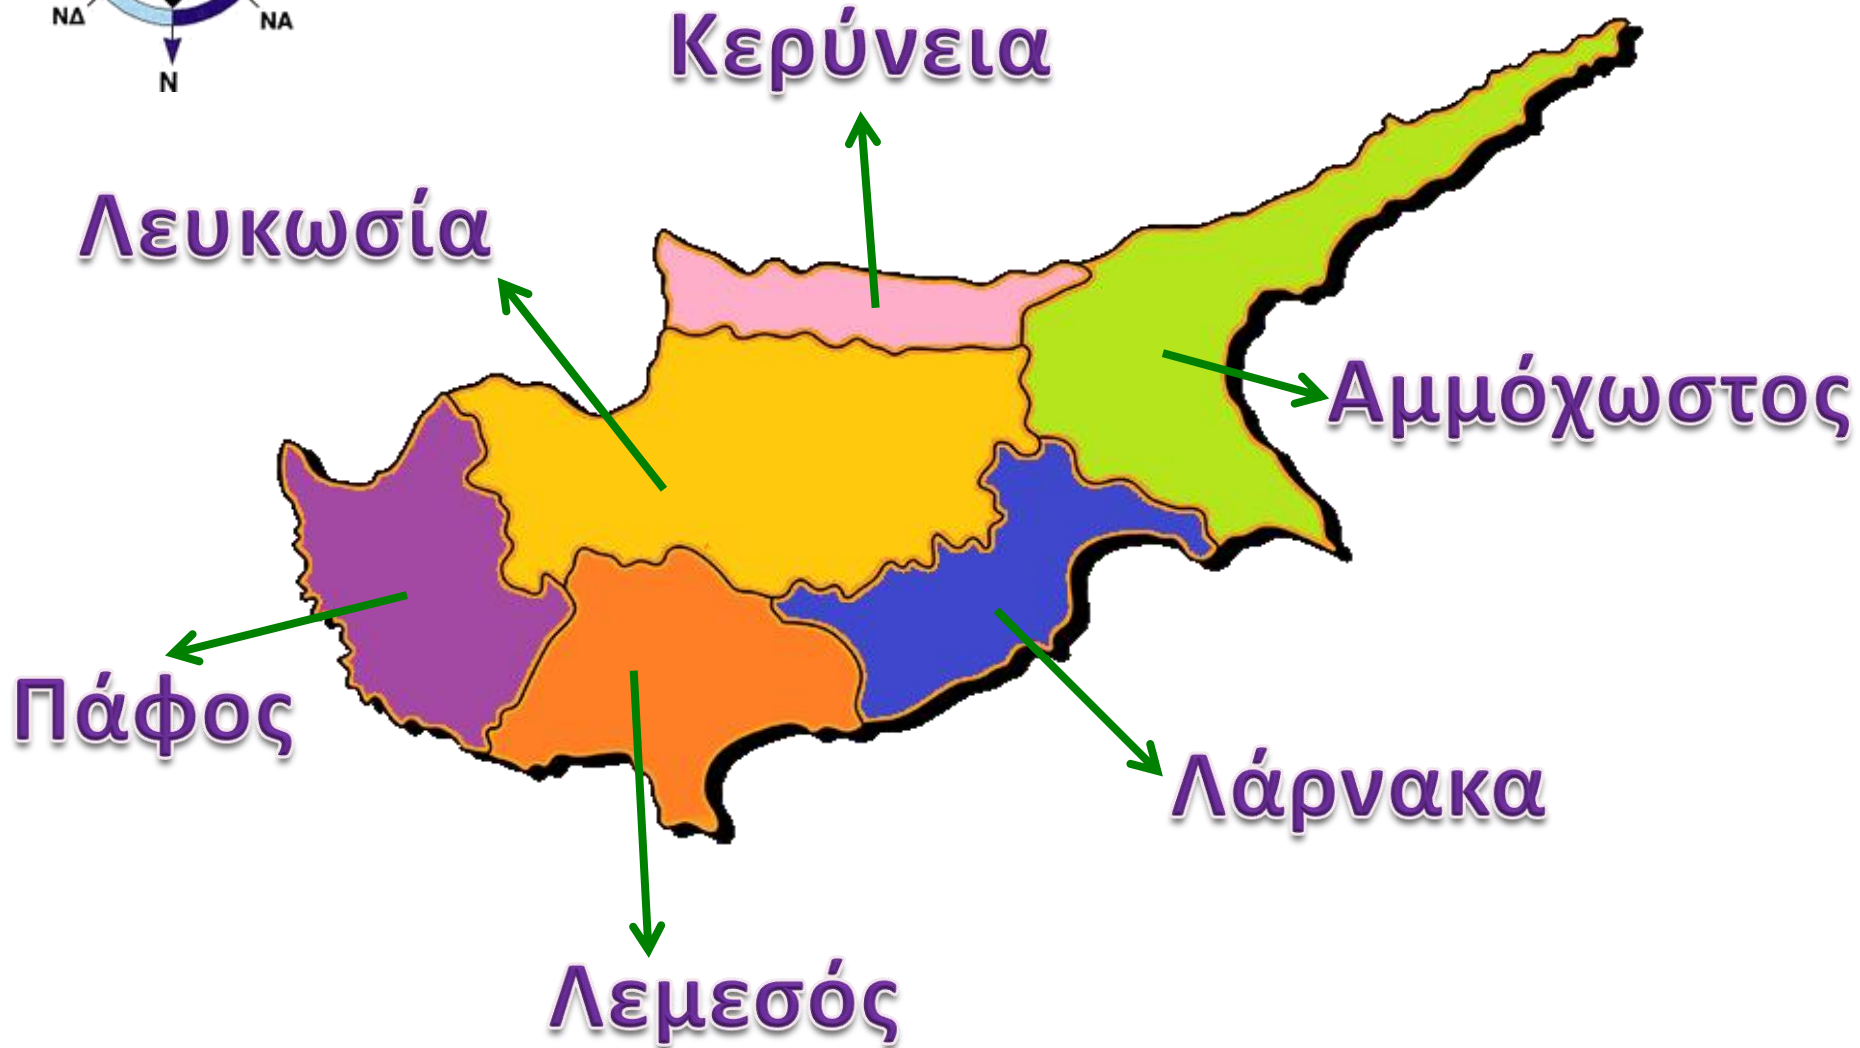 ΝΔ
ΝΑ
Ν
Κερύνεια
Λευκωσία
Αμμόχωστος
Πάφος
Λάρνακα
Λεμεσός